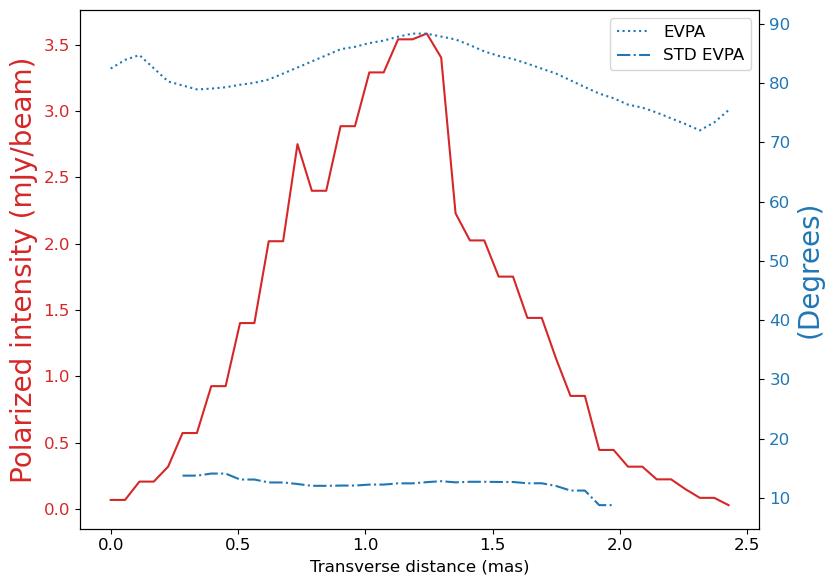 Polarized intensity (mJy/beam)
3.5
3.0
2.5
2.0
1.5
1.0
0.5
0.0
EVPA
STD EVPA
90
80
70
60
50
40
30
20
10
(Degrees)
0.0 0.5 1.0 1.5 2.0 2.5
Transverse distance (mas)